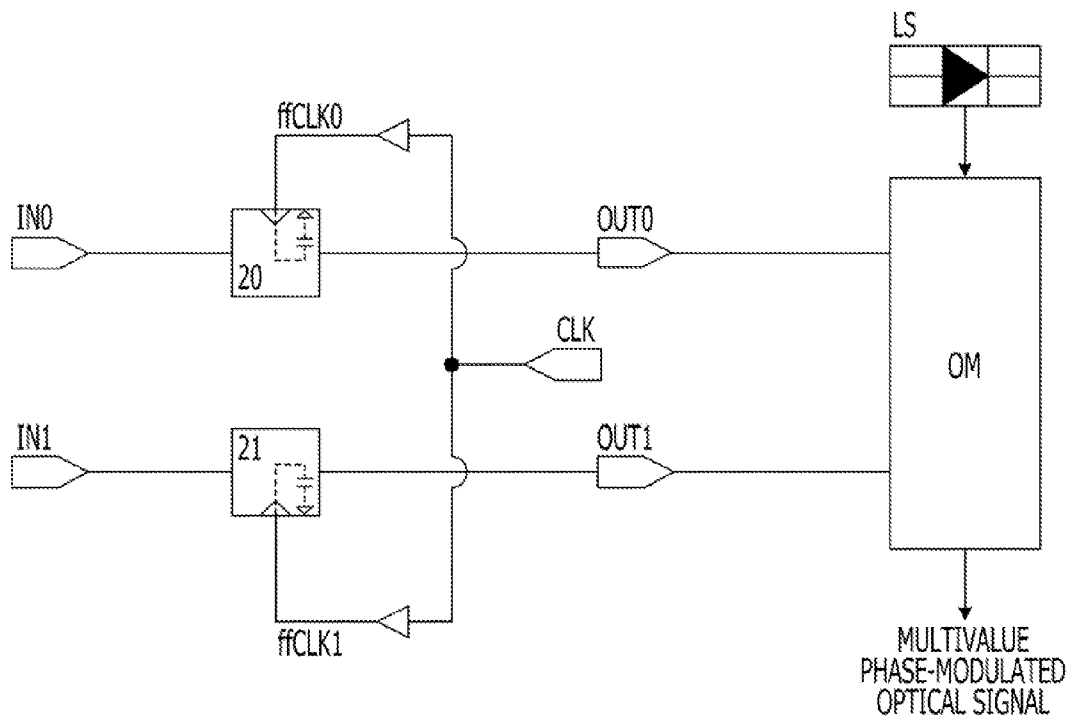 LS
ffCLK0
IN0
OUT0
20
CLK
OM
IN1
21
OUT1
ffCLK1
MULTIVALUE
PHASE-MODULATED
OPTICAL SIGNAL